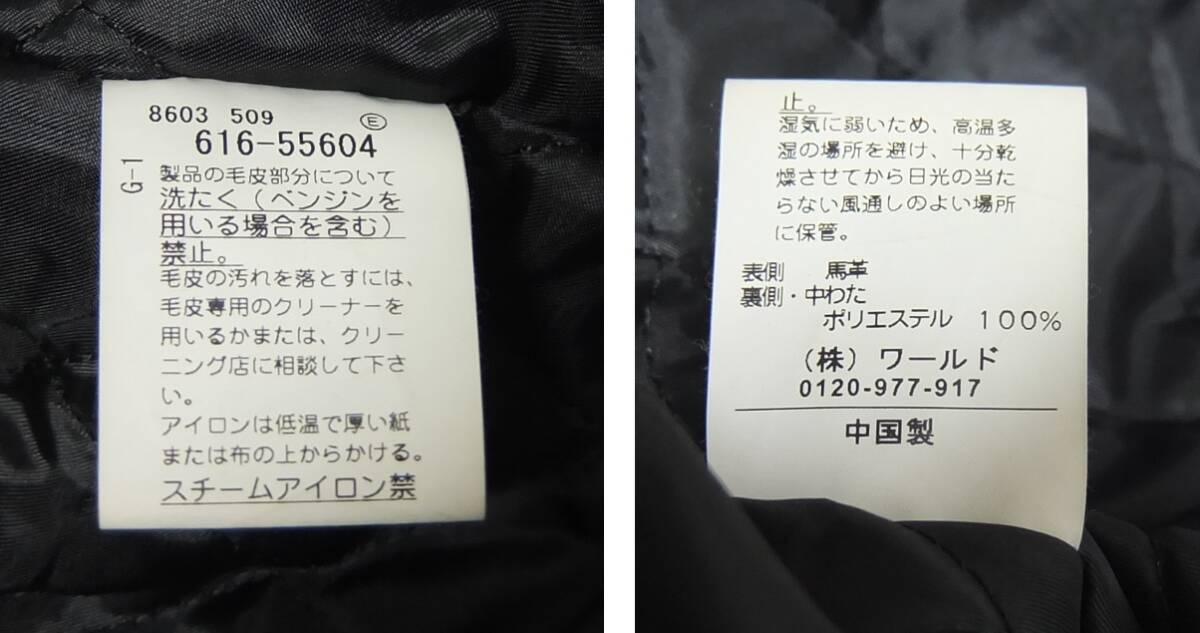 8603 509
Ⓔ
616-55604
G-1
製品の毛皮部分について
洗たく(ベンジンを
用いる場合を含む)
禁止。
毛皮の汚れを落とすには、
毛皮専用のクリーナーを
用いるかまたは、クリー
ニング店に相談して下さ
い。
アイロンは低温で厚い紙
または布の上からかける。
スチームアイロン禁
止。
湿気に弱いため、高温多
湿の場所を避け、十分乾
燥させてから日光の当た
らない風通しのよい場所
に保管。
表側 馬革
裏側・中わた
ポリエステル 100%
(株)ワールド
0120-977-917
中国製